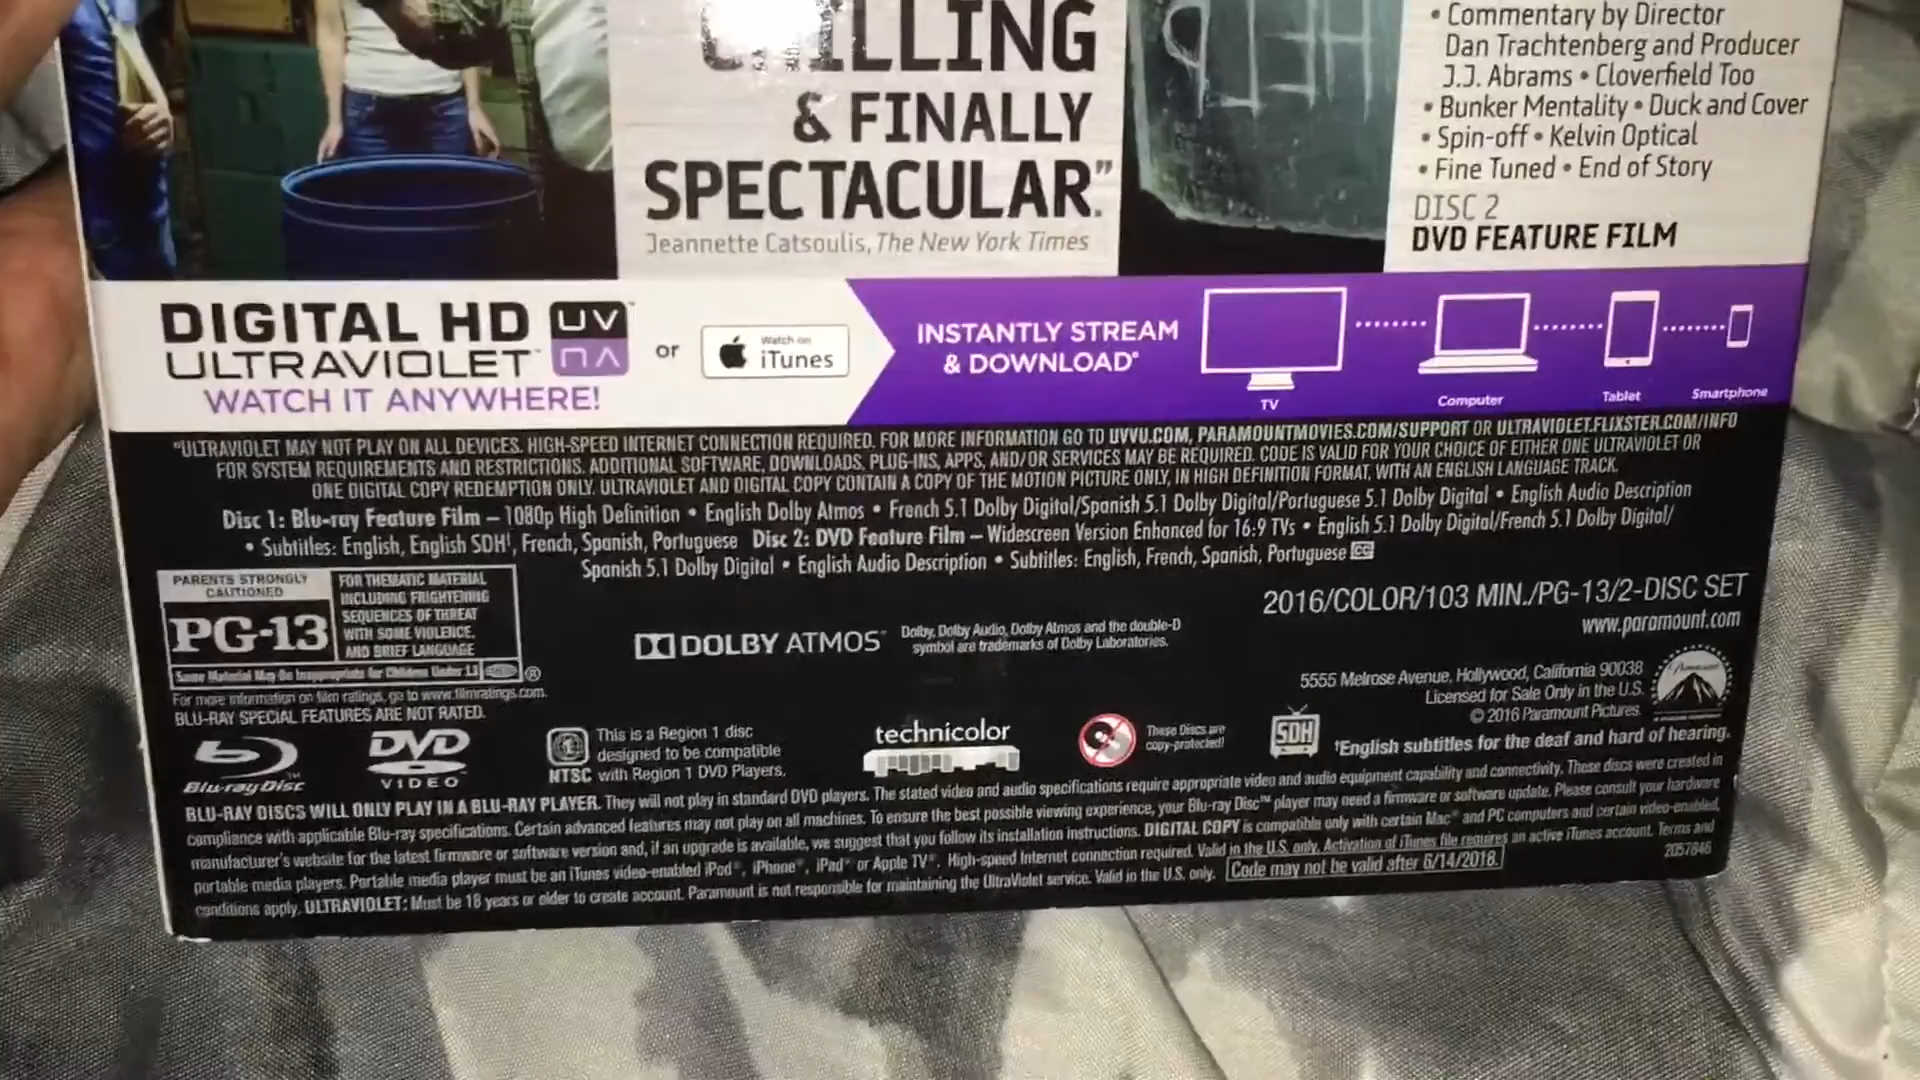 CHILLING
& FINALLY
SPECTACULAR."
Jeannette Catsoulis, The New York Times
HELP
• Commentary by Director
Dan Trachtenberg and Producer
J.J. Abrams • Cloverfield Too
• Bunker Mentality • Duck and Cover
• Spin-off • Kelvin Optical
• Fine Tuned • End of Story
DISC 2
DVD FEATURE FILM
DIGITAL HD
ULTRAVIOLET™
WATCH IT ANYWHERE!
UV
or
Watch on
iTunes
INSTANTLY STREAM
& DOWNLOAD*
TV
Computer
Tablet
Smartphone
*ULTRAVIOLET MAY NOT PLAY ON ALL DEVICES. HIGH-SPEED INTERNET CONNECTION REQUIRED. FOR MORE INFORMATION GO TO UVVU.COM, PARAMOUNTMOVIES.COM/SUPPORT OR ULTRAVIOLET.FLIXSTER.COM/INFO
FOR SYSTEM REQUIREMENTS AND RESTRICTIONS. ADDITIONAL SOFTWARE, DOWNLOADS, PLUG-INS, APPS, AND/OR SERVICES MAY BE REQUIRED. CODE IS VALID FOR YOUR CHOICE OF EITHER ONE ULTRAVIOLET OR
ONE DIGITAL COPY REDEMPTION ONLY. ULTRAVIOLET AND DIGITAL COPY CONTAIN A COPY OF THE MOTION PICTURE ONLY, IN HIGH DEFINITION FORMAT, WITH AN ENGLISH LANGUAGE TRACK.
Disc 1: Blu-ray Feature Film – 1080p High Definition • English Dolby Atmos • French 5.1 Dolby Digital/Spanish 5.1 Dolby Digital/Portuguese 5.1 Dolby Digital • English Audio Description
• Subtitles: English, English SDH†, French, Spanish, Portuguese Disc 2: DVD Feature Film – Widescreen Version Enhanced for 16:9 TVs • English 5.1 Dolby Digital/French 5.1 Dolby Digital/
Spanish 5.1 Dolby Digital • English Audio Description • Subtitles: English, French, Spanish, Portuguese CC
PARENTS STRONGLY
CAUTIONED
PG-13
FOR THEMATIC MATERIAL
INCLUDING FRIGHTENING
SEQUENCES OF THREAT
WITH SOME VIOLENCE,
AND BRIEF LANGUAGE
Some Material May Be Inappropriate for Children Under 13
®
For more information on film ratings, go to www.filmratings.com.
BLU-RAY SPECIAL FEATURES ARE NOT RATED.
DOLBY ATMOS®
Dolby, Dolby Audio, Dolby Atmos and the double-D
symbol are trademarks of Dolby Laboratories.
2016/COLOR/103 MIN./PG-13/2-DISC SET
www.paramount.com
5555 Melrose Avenue, Hollywood, California 90038
Licensed for Sale Only in the U.S.
© 2016 Paramount Pictures.
Paramount
Blu-ray Disc™
DVD
VIDEO™
1
NTSC
This is a Region 1 disc
designed to be compatible
with Region 1 DVD Players.
technicolor
These Discs are
copy-protected!
SDH
†English subtitles for the deaf and hard of hearing.
BLU-RAY DISCS WILL ONLY PLAY IN A BLU-RAY PLAYER. They will not play in standard DVD players. The stated video and audio specifications require appropriate video and audio equipment capability and connectivity. These discs were created in
compliance with applicable Blu-ray specifications. Certain advanced features may not play on all machines. To ensure the best possible viewing experience, your Blu-ray Disc™ player may need a firmware or software update. Please consult your hardware
manufacturer's website for the latest firmware or software version and, if an upgrade is available, we suggest that you follow its installation instructions. DIGITAL COPY is compatible only with certain Mac® and PC computers and certain video-enabled,
portable media players. Portable media player must be an iTunes video-enabled iPod®, iPhone®, iPad® or Apple TV®. High-speed Internet connection required. Valid in the U.S. only. Activation of iTunes file requires an active iTunes account. Terms and
conditions apply. ULTRAVIOLET: Must be 18 years or older to create account. Paramount is not responsible for maintaining the UltraViolet service. Valid in the U.S. only. Code may not be valid after 6/14/2018.
2057846